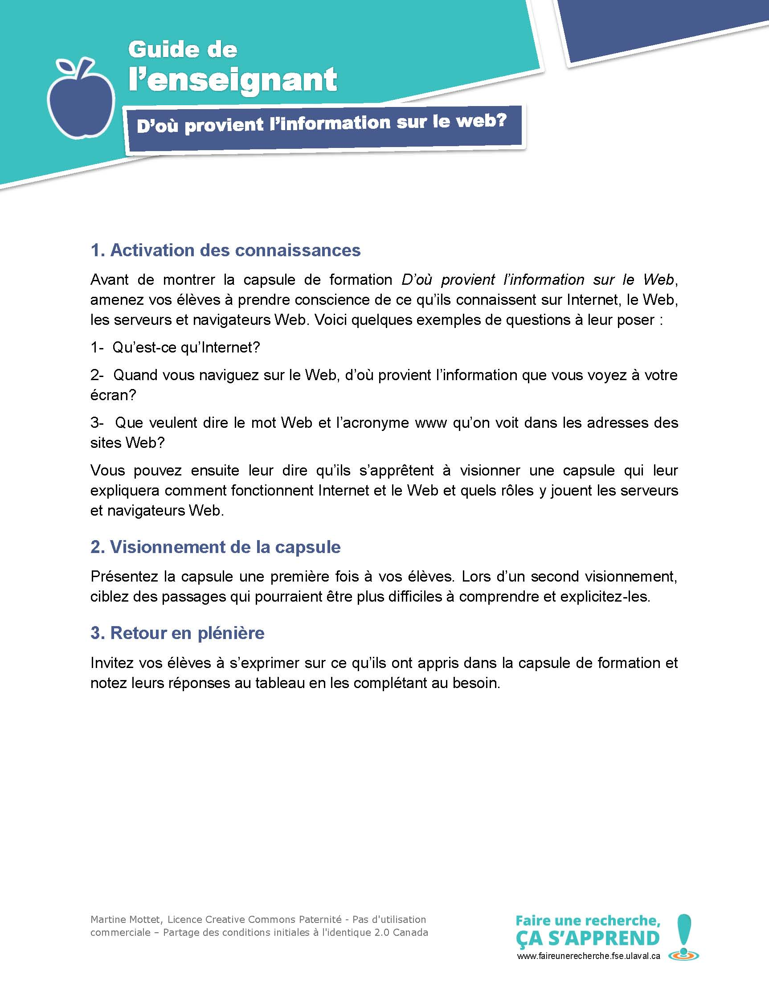 Guide de
l’enseignant
D’où provient l’information sur le web?
1. Activation des connaissances
Avant de montrer la capsule de formation D’où provient l’information sur le Web,
amenez vos élèves à prendre conscience de ce qu’ils connaissent sur Internet, le Web,
les serveurs et navigateurs Web. Voici quelques exemples de questions à leur poser :
1- Qu’est-ce qu’Internet?
2- Quand vous naviguez sur le Web, d’où provient l’information que vous voyez à votre
écran?
3- Que veulent dire le mot Web et l’acronyme www qu’on voit dans les adresses des
sites Web?
Vous pouvez ensuite leur dire qu’ils s’apprêtent à visionner une capsule qui leur
expliquera comment fonctionnent Internet et le Web et quels rôles y jouent les serveurs
et navigateurs Web.
2. Visionnement de la capsule
Présentez la capsule une première fois à vos élèves. Lors d’un second visionnement,
ciblez des passages qui pourraient être plus difficiles à comprendre et explicitez-les.
3. Retour en plénière
Invitez vos élèves à s’exprimer sur ce qu’ils ont appris dans la capsule de formation et
notez leurs réponses au tableau en les complétant au besoin.
Martine Mottet, Licence Creative Commons Paternité - Pas d'utilisation
commerciale – Partage des conditions initiales à l'identique 2.0 Canada
Faire une recherche,
ÇA S’APPREND
www.faireunerecherche.fse.ulaval.ca